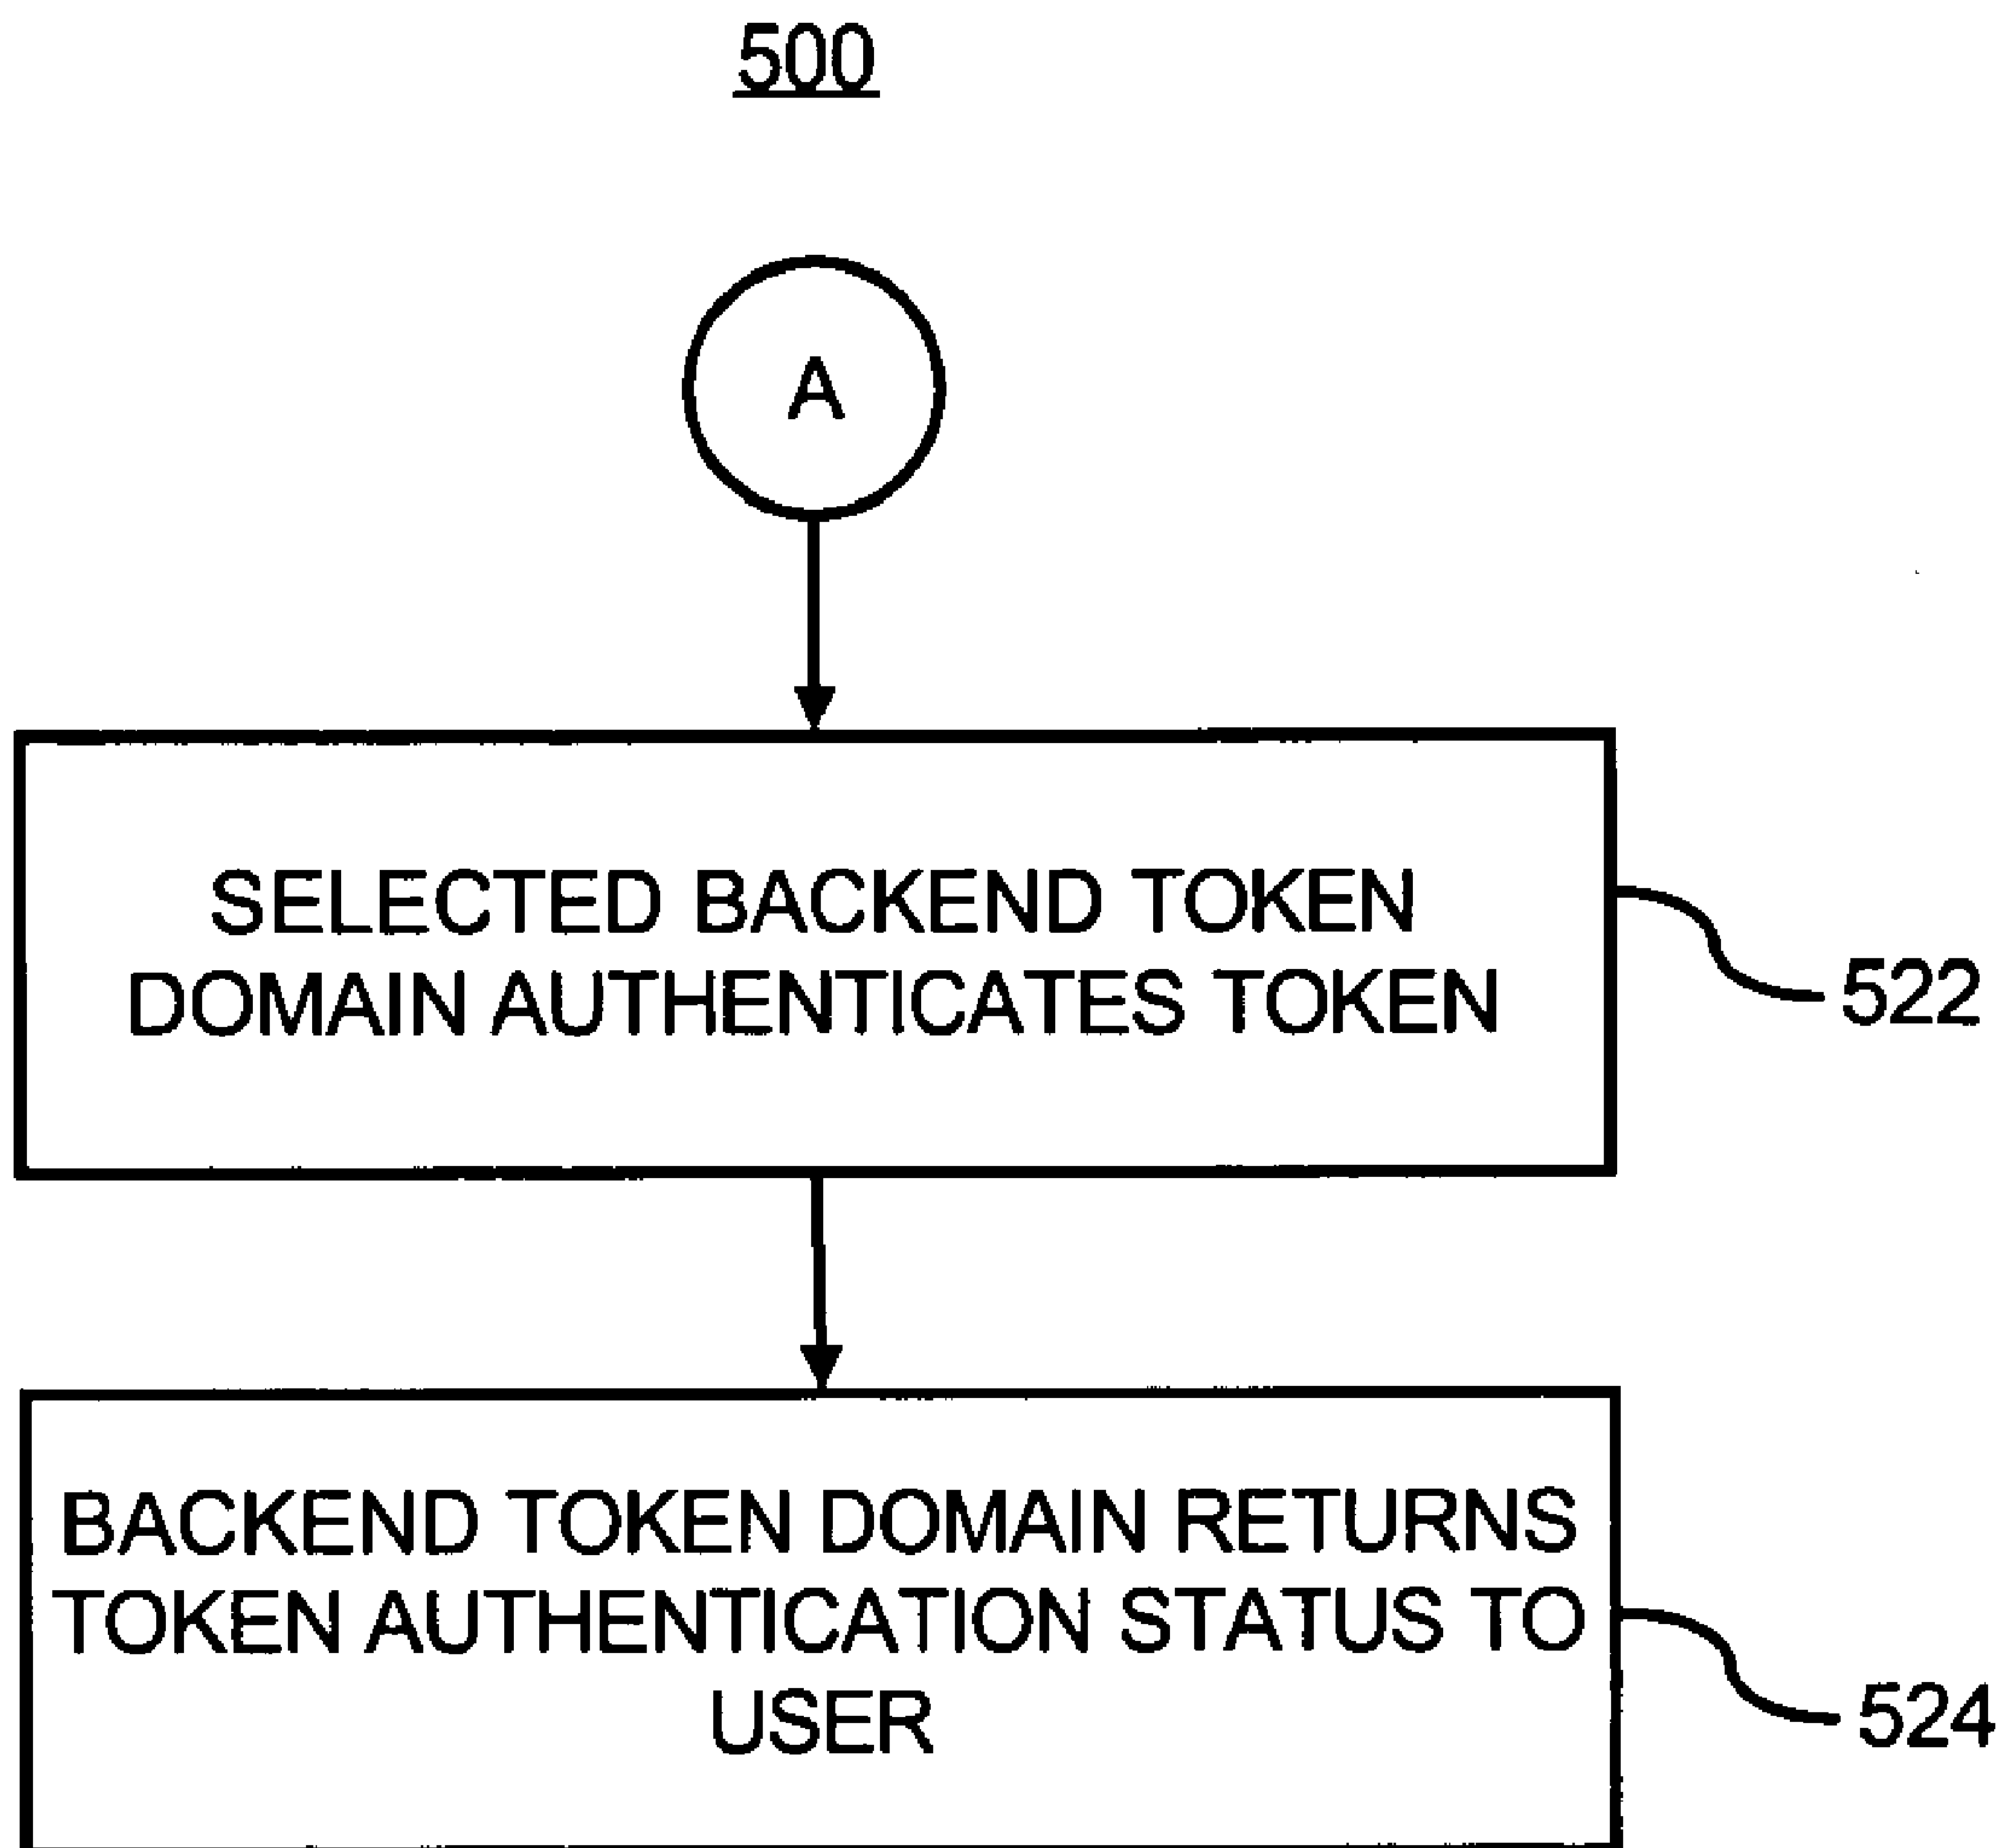 500
A
SELECTED BACKEND TOKEN
DOMAIN AUTHENTICATES TOKEN
522
BACKEND TOKEN DOMAIN RETURNS
TOKEN AUTHENTICATION STATUS TO
USER
524